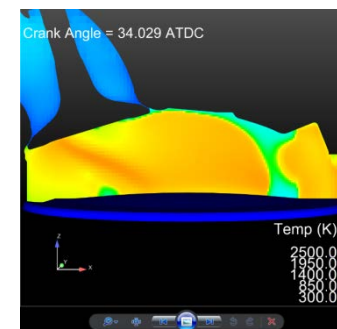 Crank Angle = 34.029 ATDC
z
Y
x
Temp (K)
2500.0
1950.0
1400.0
850.0
300.0